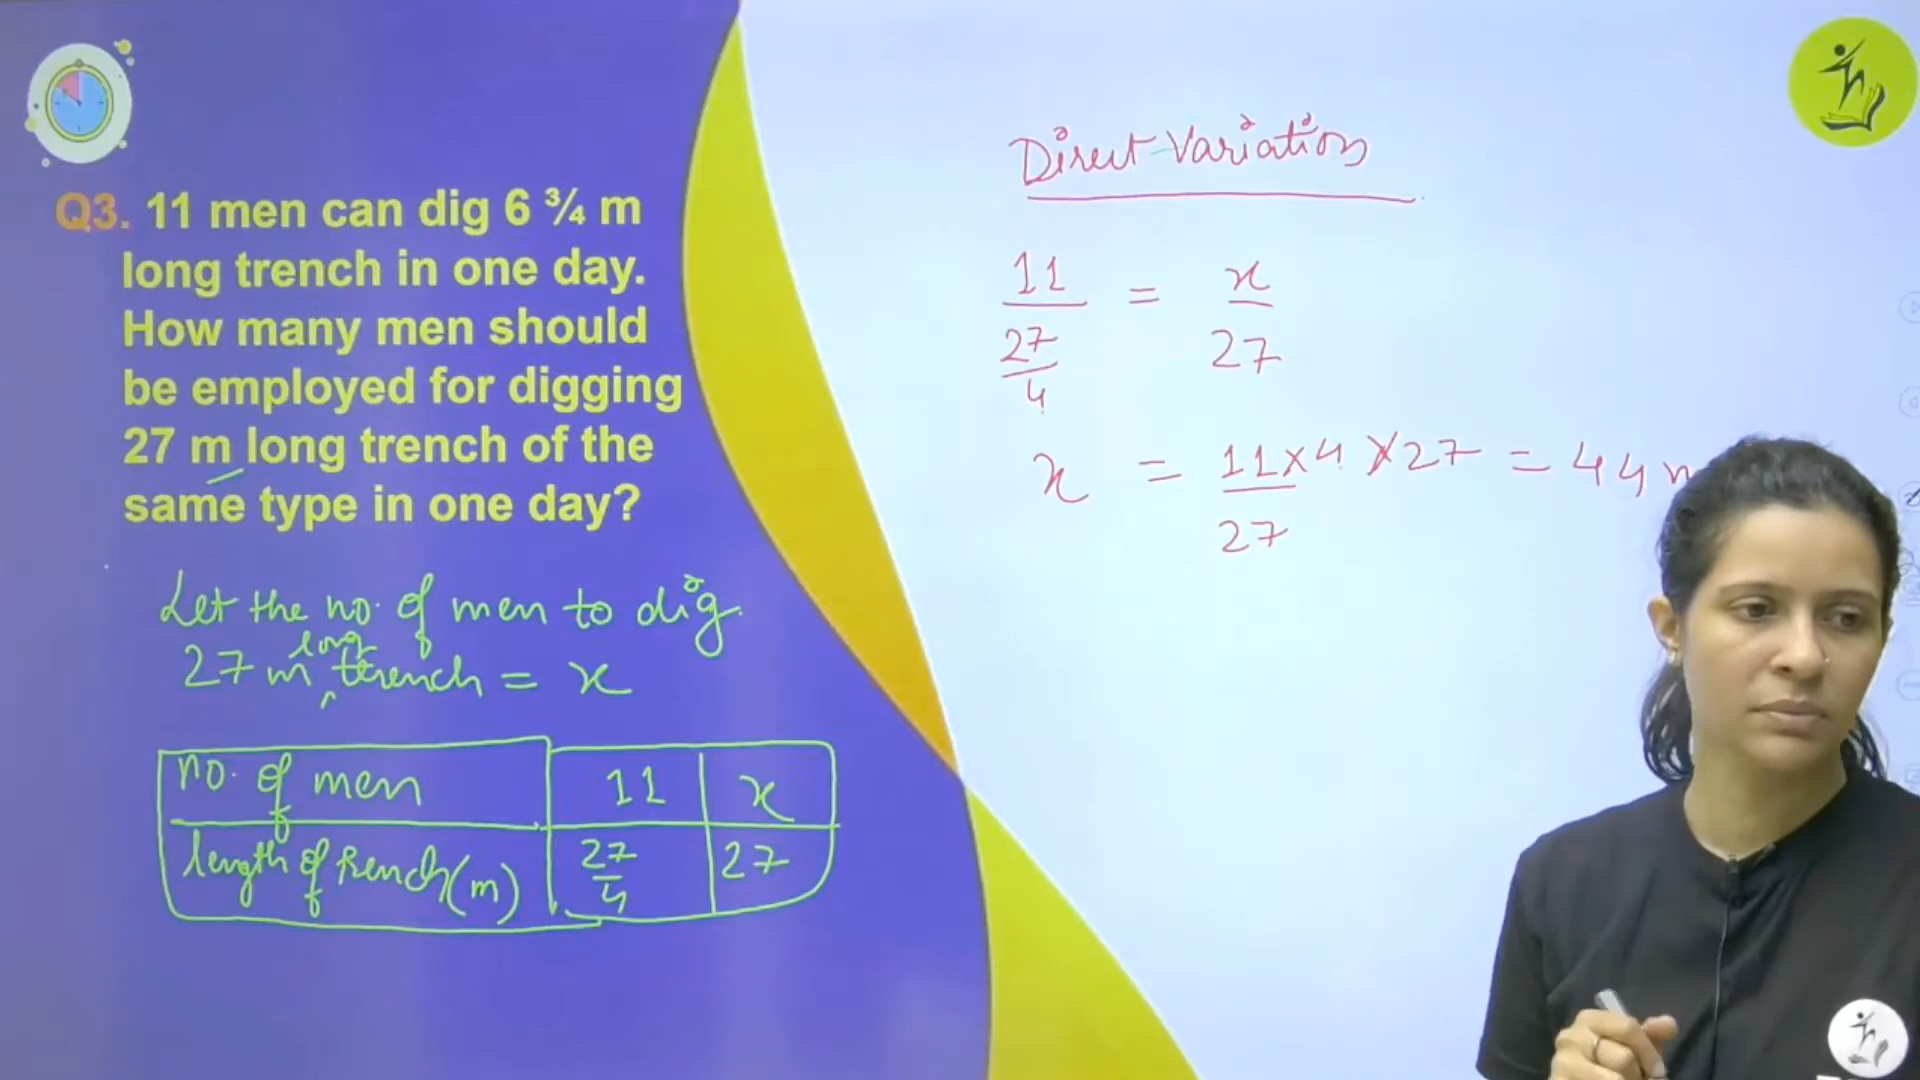 Q3. 11 men can dig 6 ¾ m
long trench in one day.
How many men should
be employed for digging
27 m long trench of the
same type in one day?
Let the no. of men to dig
27 m long trench = x
no. of men 11 x
length of trench (m) 27/4 27
Direct Variation
11/(27/4) = x/27
x = 11×4×27/27 = 44